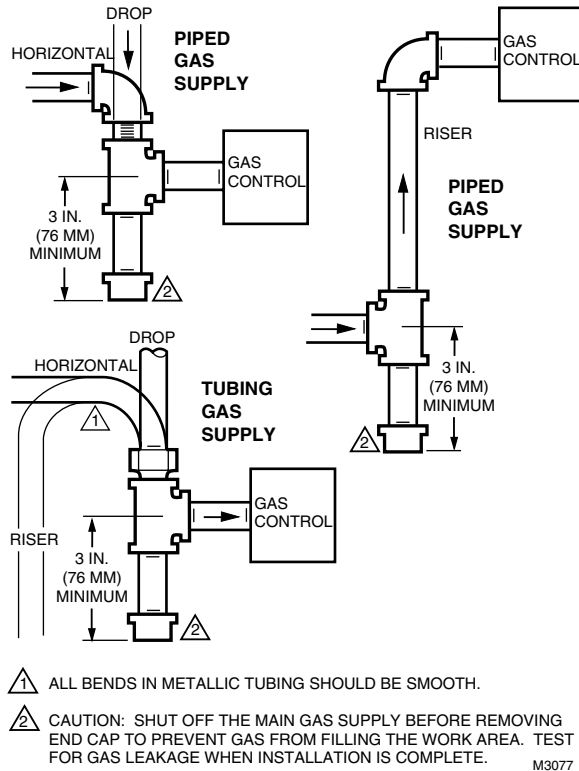 DROP
HORIZONTAL
PIPED
GAS
SUPPLY
GAS
CONTROL
3 IN.
(76 MM)
MINIMUM
2
GAS
CONTROL
RISER
PIPED
GAS
SUPPLY
3 IN.
(76 MM)
MINIMUM
2
DROP
HORIZONTAL
1
TUBING
GAS
SUPPLY
GAS
CONTROL
RISER
3 IN.
(76 MM)
MINIMUM
2
1 ALL BENDS IN METALLIC TUBING SHOULD BE SMOOTH.
2 CAUTION: SHUT OFF THE MAIN GAS SUPPLY BEFORE REMOVING
END CAP TO PREVENT GAS FROM FILLING THE WORK AREA. TEST
FOR GAS LEAKAGE WHEN INSTALLATION IS COMPLETE.
M3077